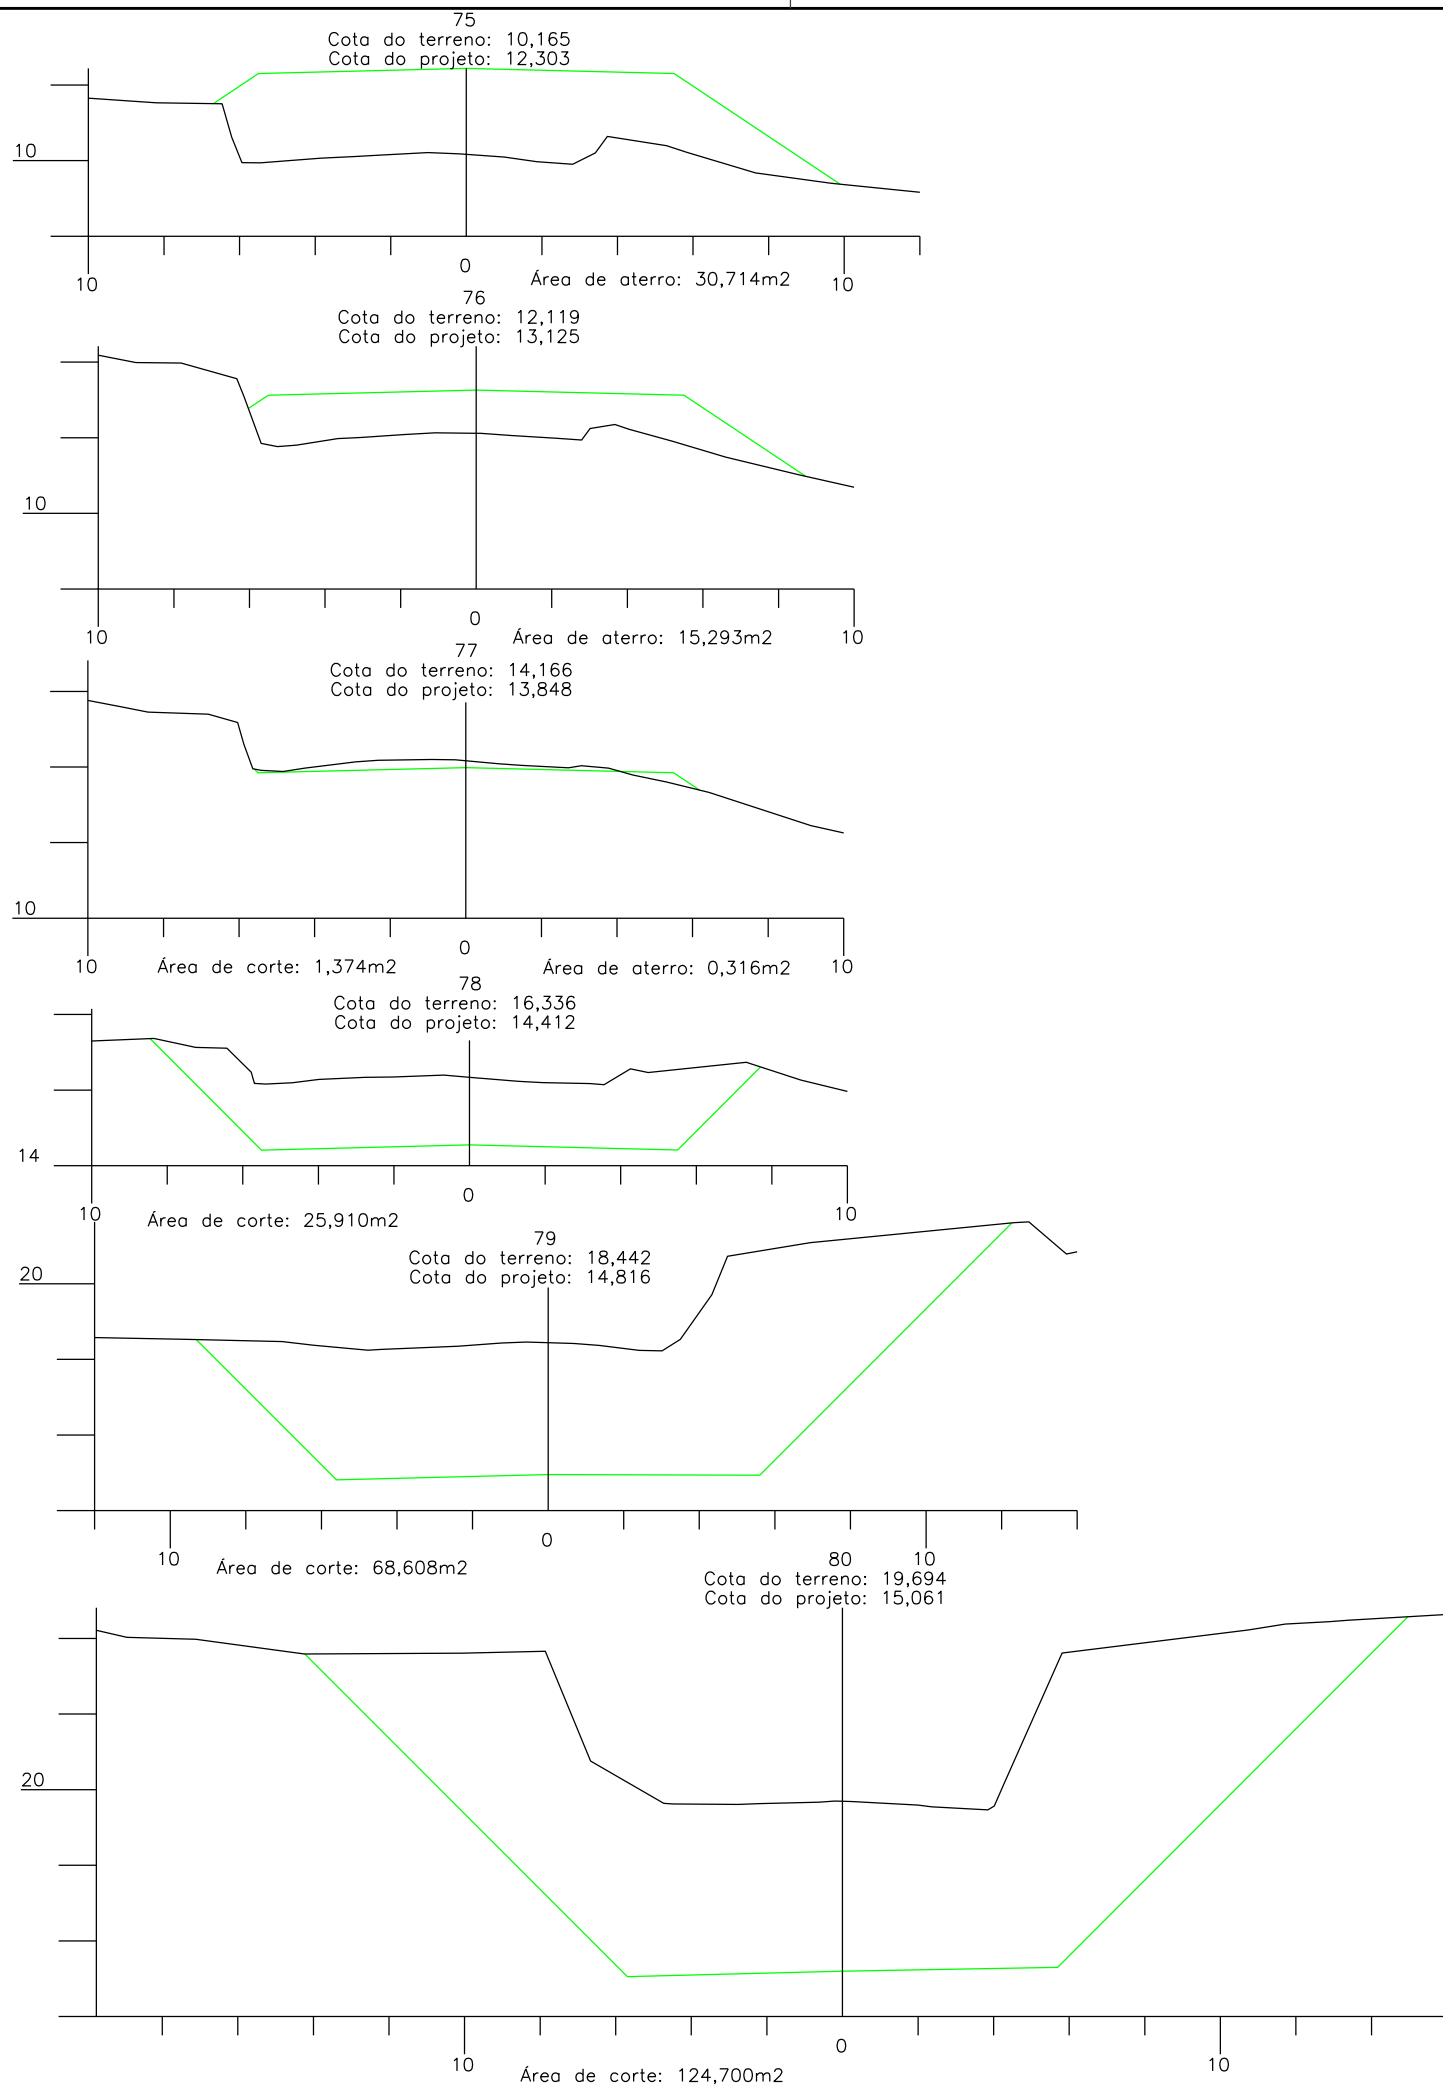 75
Cota do terreno: 10,165
Cota do projeto: 12,303
10
10
0
Área de aterro: 30,714m2
10
76
Cota do terreno: 12,119
Cota do projeto: 13,125
10
10
0
Área de aterro: 15,293m2
10
77
Cota do terreno: 14,166
Cota do projeto: 13,848
10
10
Área de corte: 1,374m2
0
Área de aterro: 0,316m2
10
78
Cota do terreno: 16,336
Cota do projeto: 14,412
14
10
Área de corte: 25,910m2
0
10
79
Cota do terreno: 18,442
Cota do projeto: 14,816
20
10
Área de corte: 68,608m2
0
10
80
Cota do terreno: 19,694
Cota do projeto: 15,061
20
10
0
10
Área de corte: 124,700m2